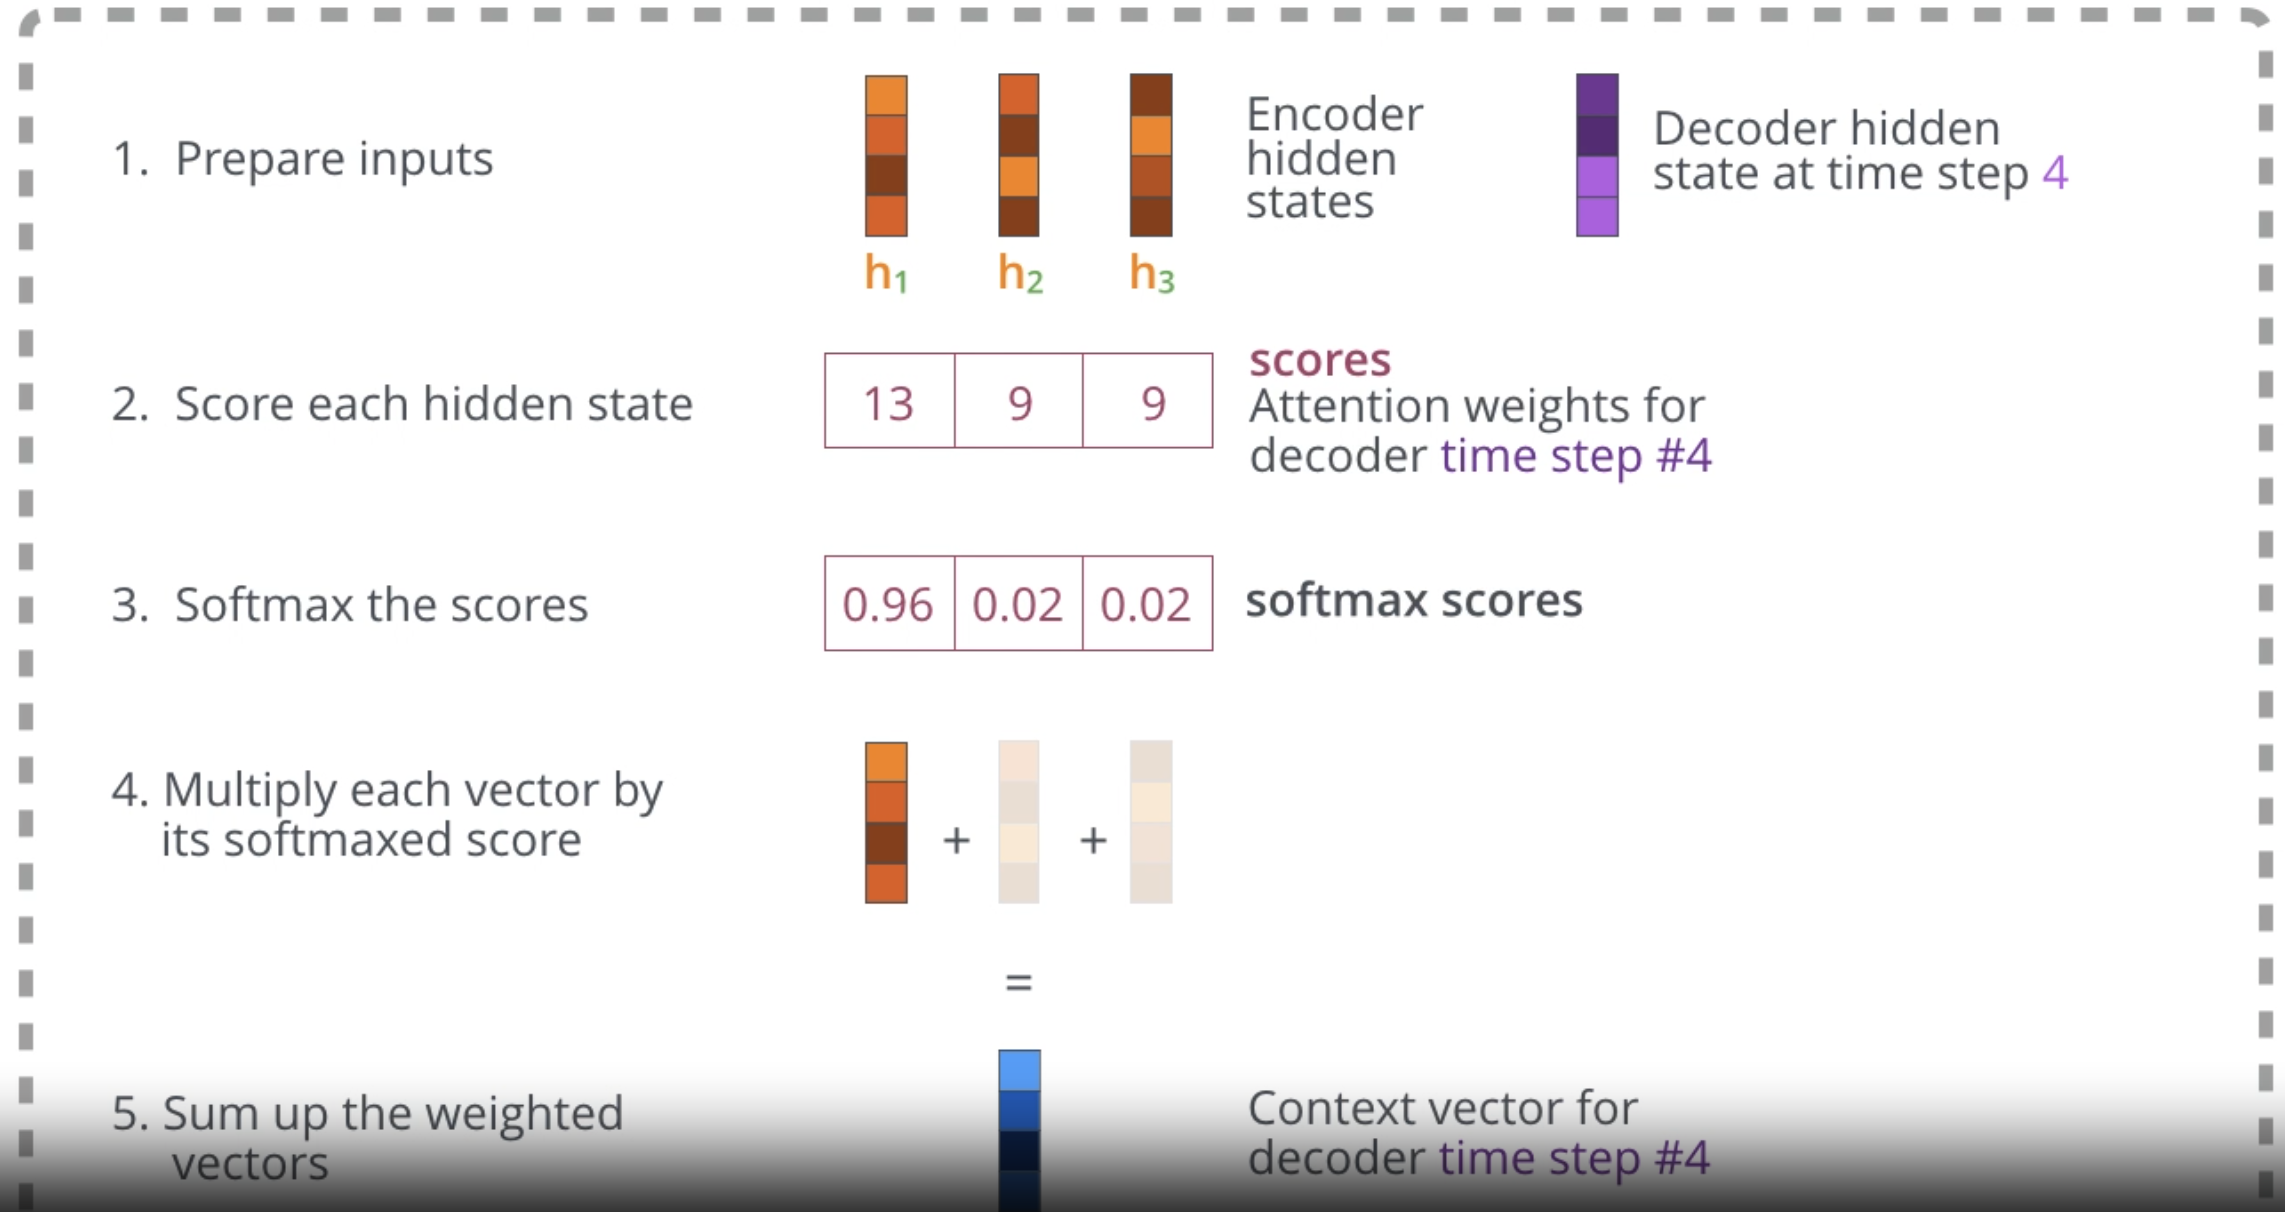 1. Prepare inputs
Encoder
hidden
states
Decoder hidden
state at time step 4
h1 h2 h3
2. Score each hidden state
13 9 9
scores
Attention weights for
decoder time step #4
3. Softmax the scores
0.96 0.02 0.02
softmax scores
4. Multiply each vector by
its softmaxed score
+ +
=
5. Sum up the weighted
vectors
Context vector for
decoder time step #4